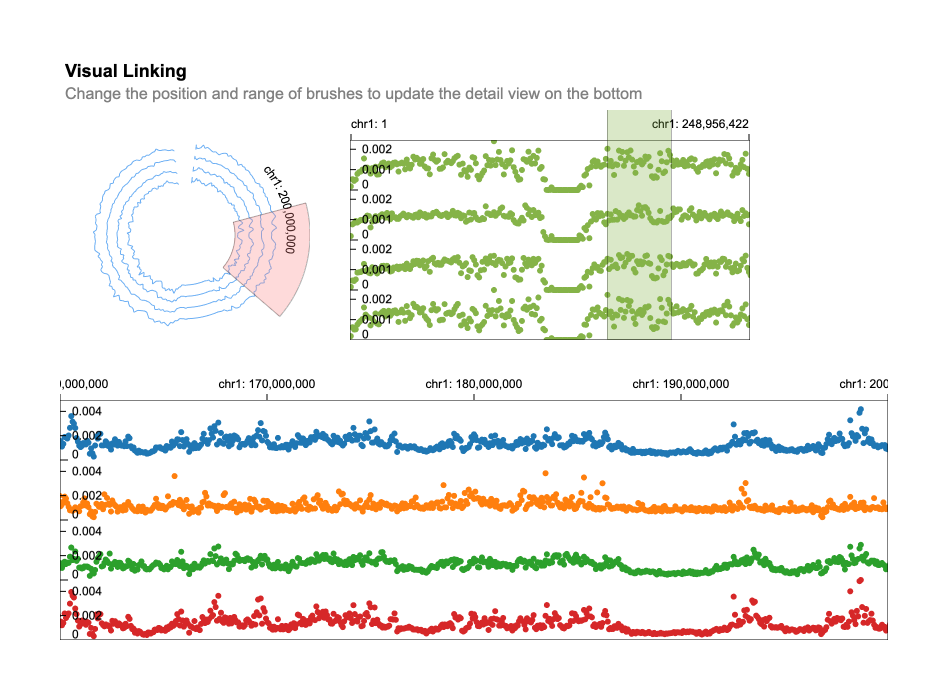 Visual Linking
Change the position and range of brushes to update the detail view on the bottom
chr1: 1
chr1: 248,956,422
chr1: 200,000,000
0.002
0.001
0
0.002
0.001
0
0.002
0.001
0
0.002
0.001
0
0,000,000
chr1: 170,000,000
chr1: 180,000,000
chr1: 190,000,000
chr1: 200
0.004
0.002
0
0.004
0.002
0
0.004
0.002
0
0.004
0.002
0